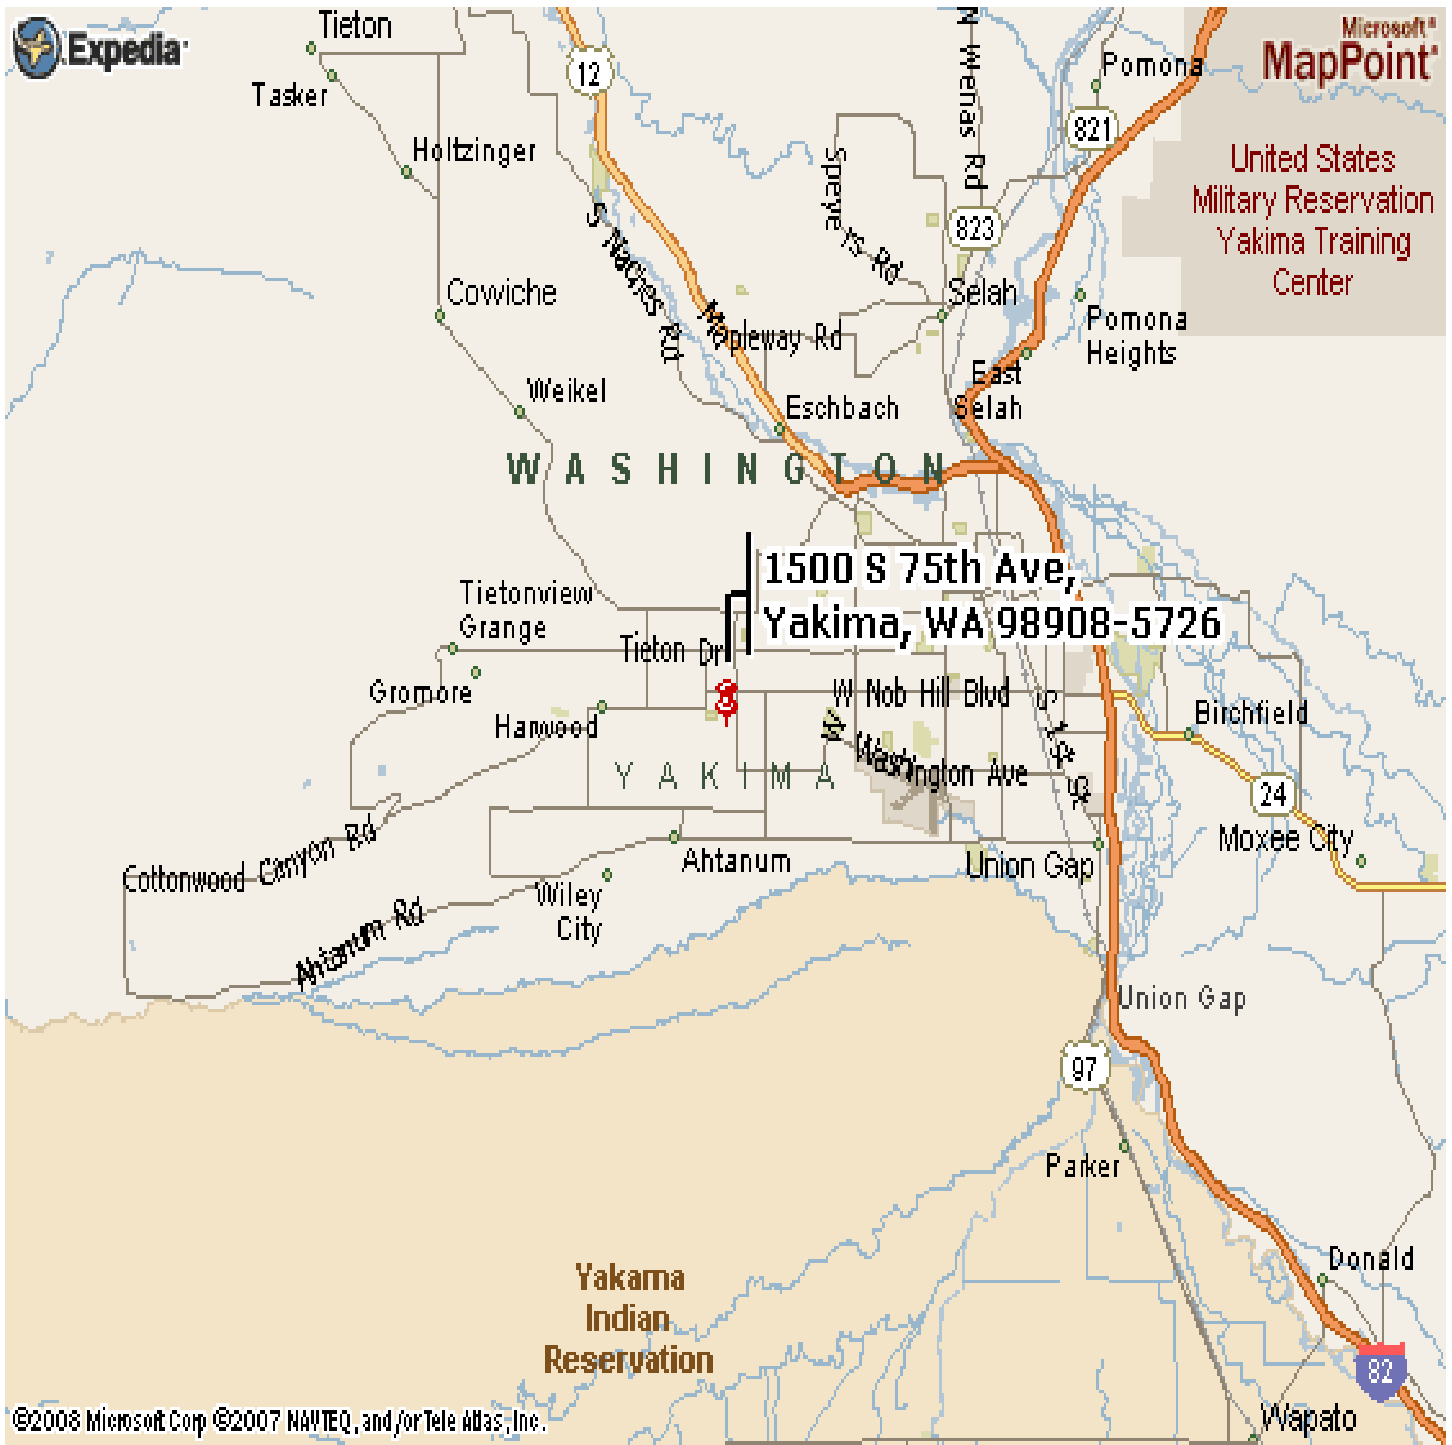 Expedia
Microsoft®
MapPoint®
Tieton
12
N Wenas Rd
Pomona
Tasker
821
Holtzinger
United States
Military Reservation
Yakima Training
Center
Speyers Rd
S Naches Rd
823
Cowiche
Selah
Mapleway Rd
Pomona
Heights
East
Selah
Weikel
Eschbach
WASHINGTON
1500 S 75th Ave,
Yakima, WA 98908-5726
Tietonview
Grange
Tieton Dr
Gromore
W Nob Hill Blvd
Harwood
S 1st St
Birchfield
W Washington Ave
YAKIMA
24
Moxee City
Cottonwood Canyon Rd
Ahtanum
Union Gap
Wiley
City
Ahtanum Rd
Union Gap
97
Parker
Donald
Yakama
Indian
Reservation
82
Wapato
©2008 Microsoft Corp ©2007 NAVTEQ, and/or Tele Atlas, Inc.